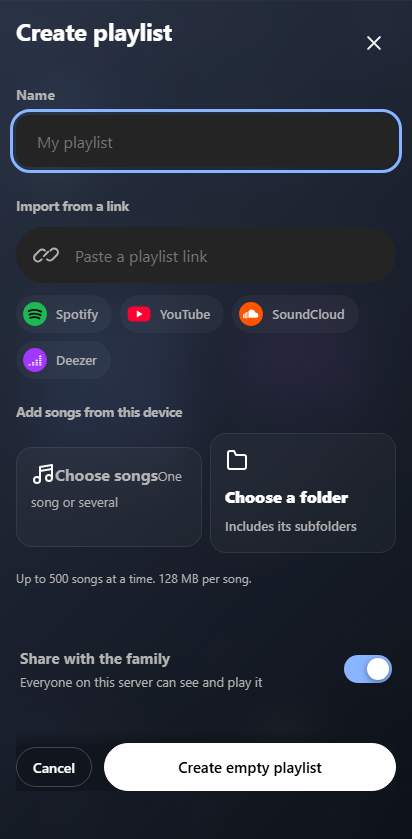 Create playlist
Name
My playlist
Import from a link
Paste a playlist link
Spotify
YouTube
SoundCloud
Deezer
Add songs from this device
Choose songsOne
song or several
Choose a folder
Includes its subfolders
Up to 500 songs at a time. 128 MB per song.
Share with the family
Everyone on this server can see and play it
Cancel
Create empty playlist